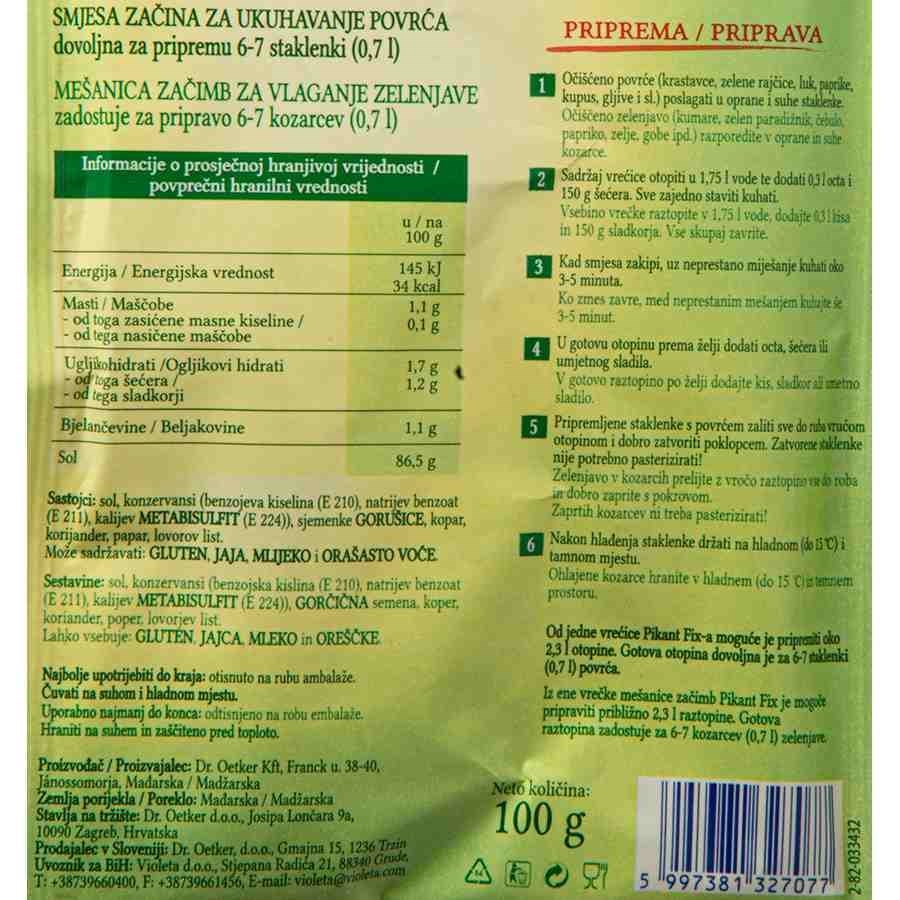 SMJESA ZAČINA ZA UKUHAVANJE POVRĆA
dovoljna za pripremu 6-7 staklenki (0,7 l)
MEŠANICA ZAČIMB ZA VLAGANJE ZELENJAVE
zadostuje za pripravo 6-7 kozarcev (0,7 l)
Informacije o prosječnoj hranjivoj vrijednosti /
povprečni hranilni vrednosti
u / na
100 g
Energija / Energijska vrednost 145 kJ
34 kcal
Masti / Maščobe 1,1 g
- od toga zasićene masne kiseline / 0,1 g
- od tega nasičene maščobe
Ugljikohidrati /Ogljikovi hidrati 1,7 g
- od toga šećera / 1,2 g
- od tega sladkorji
Bjelančevine / Beljakovine 1,1 g
Sol 86,5 g
Sastojci: sol, konzervansi (benzojeva kiselina (E 210), natrijev benzoat
(E 211), kalijev METABISULFIT (E 224)), sjemenke GORUŠICE, kopar,
korijander, papar, lovorov list.
Može sadržavati: GLUTEN, JAJA, MLIJEKO i ORAŠASTO VOĆE.
Sestavine: sol, konzervansi (benzojska kislina (E 210), natrijev benzoat
(E 211), kalijev METABISULFIT (E 224)), GORČIČNA semena, koper,
koriander, poper, lovorjev list.
Lahko vsebuje: GLUTEN, JAJCA, MLEKO in OREŠČKE.
Najbolje upotrijebiti do kraja: otisnuto na rubu ambalaže.
Čuvati na suhom i hladnom mjestu.
Uporabno najmanj do konca: odtisnjeno na robu embalaže.
Hraniti na suhem in zaščiteno pred toploto.
Proizvođač / Proizvajalec: Dr. Oetker Kft, Franck u. 38-40,
Jánossomorja, Mađarska / Madžarska
Zemlja porijekla / Poreklo: Mađarska / Madžarska
Stavlja na tržište: Dr. Oetker d.o.o., Josipa Lončara 9a,
10090 Zagreb, Hrvatska
Prodajalec v Sloveniji: Dr. Oetker, d.o.o., Gmajna 15, 1236 Trzin
Uvoznik za BiH: Violeta d.o.o., Stjepana Radića 21, 88340 Grude,
T: +38739660400, F: +38739661456, E-mail: violeta@violeta.com
PRIPREMA / PRIPRAVA
1 Očišćeno povrće (krastavce, zelene rajčice, luk, paprike,
kupus, gljive i sl.) poslagati u oprane i suhe staklenke.
Očiščeno zelenjavo (kumare, zelen paradižnik, čebulo,
papriko, zelje, gobe ipd.) razporedite v oprane in suhe
kozarce.
2 Sadržaj vrećice otopiti u 1,75 l vode te dodati 0,3 l octa i
150 g šećera. Sve zajedno staviti kuhati.
Vsebino vrečke raztopite v 1,75 l vode, dodajte 0,3 l kisa
in 150 g sladkorja. Vse skupaj zavrite.
3 Kad smjesa zakipi, uz neprestano miješanje kuhati oko
3-5 minuta.
Ko zmes zavre, med neprestanim mešanjem kuhajte še
3-5 minut.
4 U gotovu otopinu prema želji dodati octa, šećera ili
umjetnog sladila.
V gotovo raztopino po želji dodajte kis, sladkor ali umetno
sladilo.
5 Pripremljene staklenke s povrćem zaliti sve do ruba vrućom
otopinom i dobro zatvoriti poklopcem. Zatvorene staklenke
nije potrebno pasterizirati!
Zelenjavo v kozarcih prelijte z vročo raztopino vse do roba
in dobro zaprite s pokrovom.
Zaprtih kozarcev ni treba pasterizirati!
6 Nakon hlađenja staklenke držati na hladnom (do 15 °C) i
tamnom mjestu.
Ohlajene kozarce hranite v hladnem (do 15 °C) in temnem
prostoru.
Od jedne vrećice Pikant Fix-a moguće je pripremiti oko
2,3 l otopine. Gotova otopina dovoljna je za 6-7 staklenki
(0,7 l) povrća.
Iz ene vrečke mešanice začimb Pikant Fix je mogoče
pripraviti približno 2,3 l raztopine. Gotova
raztopina zadostuje za 6-7 kozarcev (0,7 l) zelenjave.
Neto količina:
100 g
5 997381 327077
2-82-033432